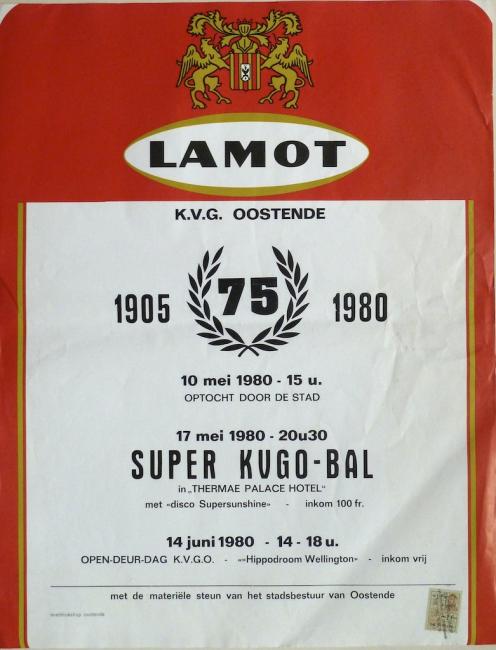 LAMOT
K.V.G. OOSTENDE
1905 75 1980
10 mei 1980 - 15 u.
OPTOCHT DOOR DE STAD
17 mei 1980 - 20u30
SUPER KVGO-BAL
in „THERMAE PALACE HOTEL”
met «disco Supersunshine» - inkom 100 fr.
14 juni 1980 - 14 - 18 u.
OPEN-DEUR-DAG K.V.G.O. - «»Hippodroom Wellington» - inkom vrij
met de materiële steun van het stadsbestuur van Oostende